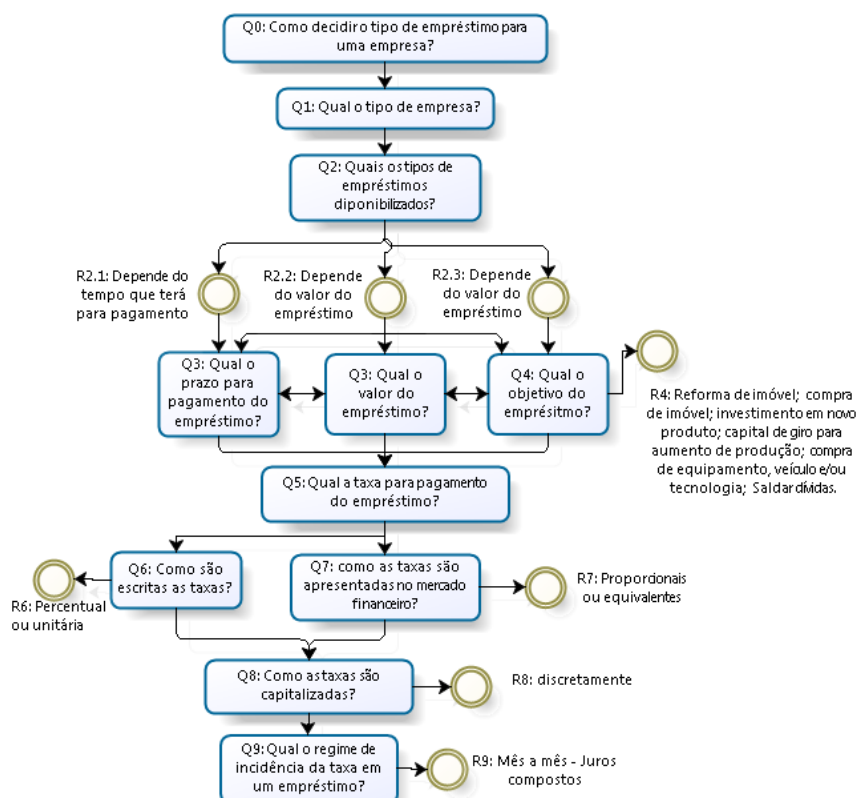 Q0: Como decidiro tipo de empréstimo para
uma empresa?
Q1: Qual o tipo de empresa?
Q2: Quais os tipos de
empréstimos
diponibilizados?
R2.1: Depende do
tempo que terá
para pagamento
R2.2: Depende
do valor do
empréstimo
R2.3: Depende
do valor do
empréstimo
Q3: Qual o
prazo para
pagamento do
empréstimo?
Q3: Qual o
valor do
empréstimo?
Q4: Qual o
objetivo do
emprésitmo?
R4: Reforma de imóvel; compra
de imóvel; investimento em novo
produto; capital de giro para
aumento de produção; compra
de equipamento, veículo e/ou
tecnologia; Saldar dívidas.
Q5: Qual a taxa para pagamento
do empréstimo?
Q6: Como são
escritas as taxas?
R6: Percentual
ou unitária
Q7: como as taxas são
apresentadas no mercado
financeiro?
R7: Proporcionais
ou equivalentes
Q8: Como as taxas são
capitalizadas?
R8: discretamente
Q9: Qual o regime de
incidência da taxa em
um empréstimo?
R9: Mês a mês - Juros
compostos